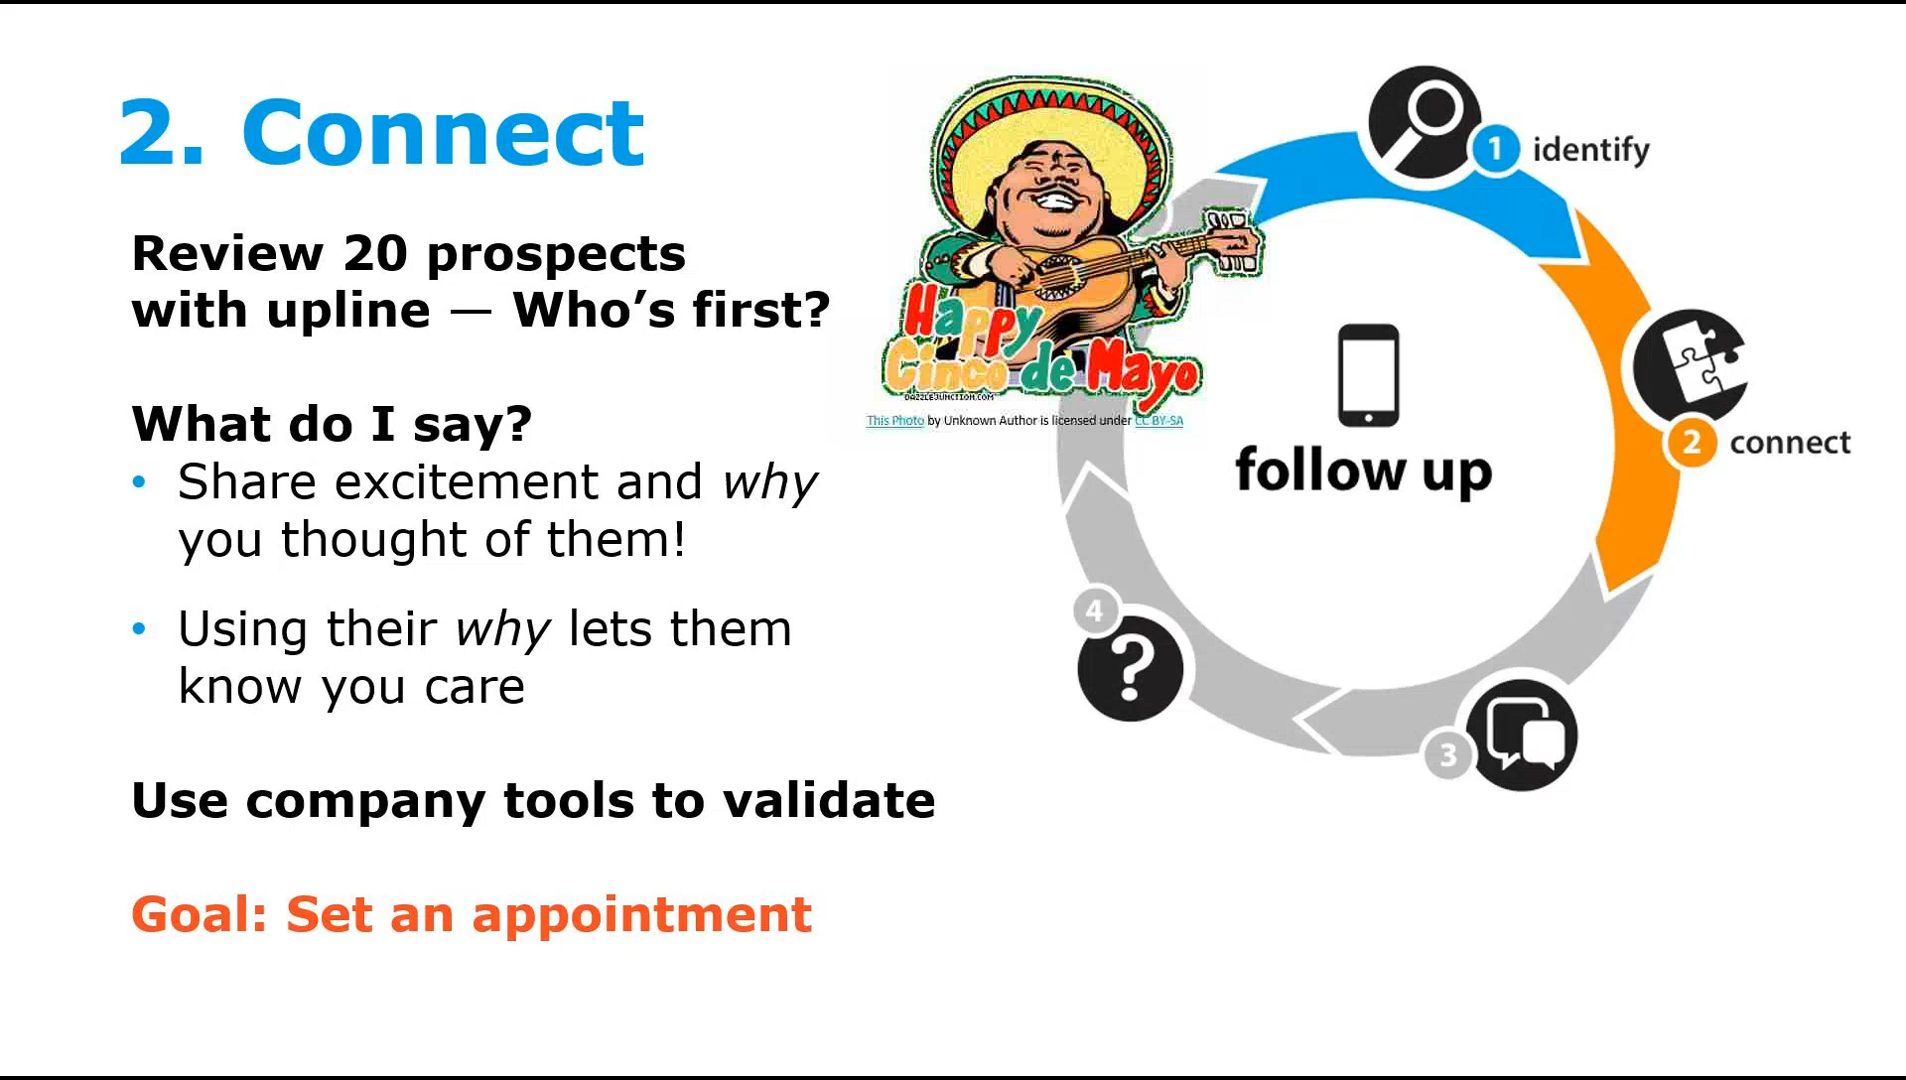 2. Connect
Review 20 prospects
with upline — Who’s first?
What do I say?
• Share excitement and why
you thought of them!
• Using their why lets them
know you care
Use company tools to validate
Goal: Set an appointment
Happy
Cinco de Mayo
DAZZLEJUNCTION.COM
This Photo by Unknown Author is licensed under CC BY-SA
1 identify
2 connect
follow up
4
?
3